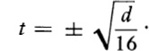 t = ± √(d/16) ·